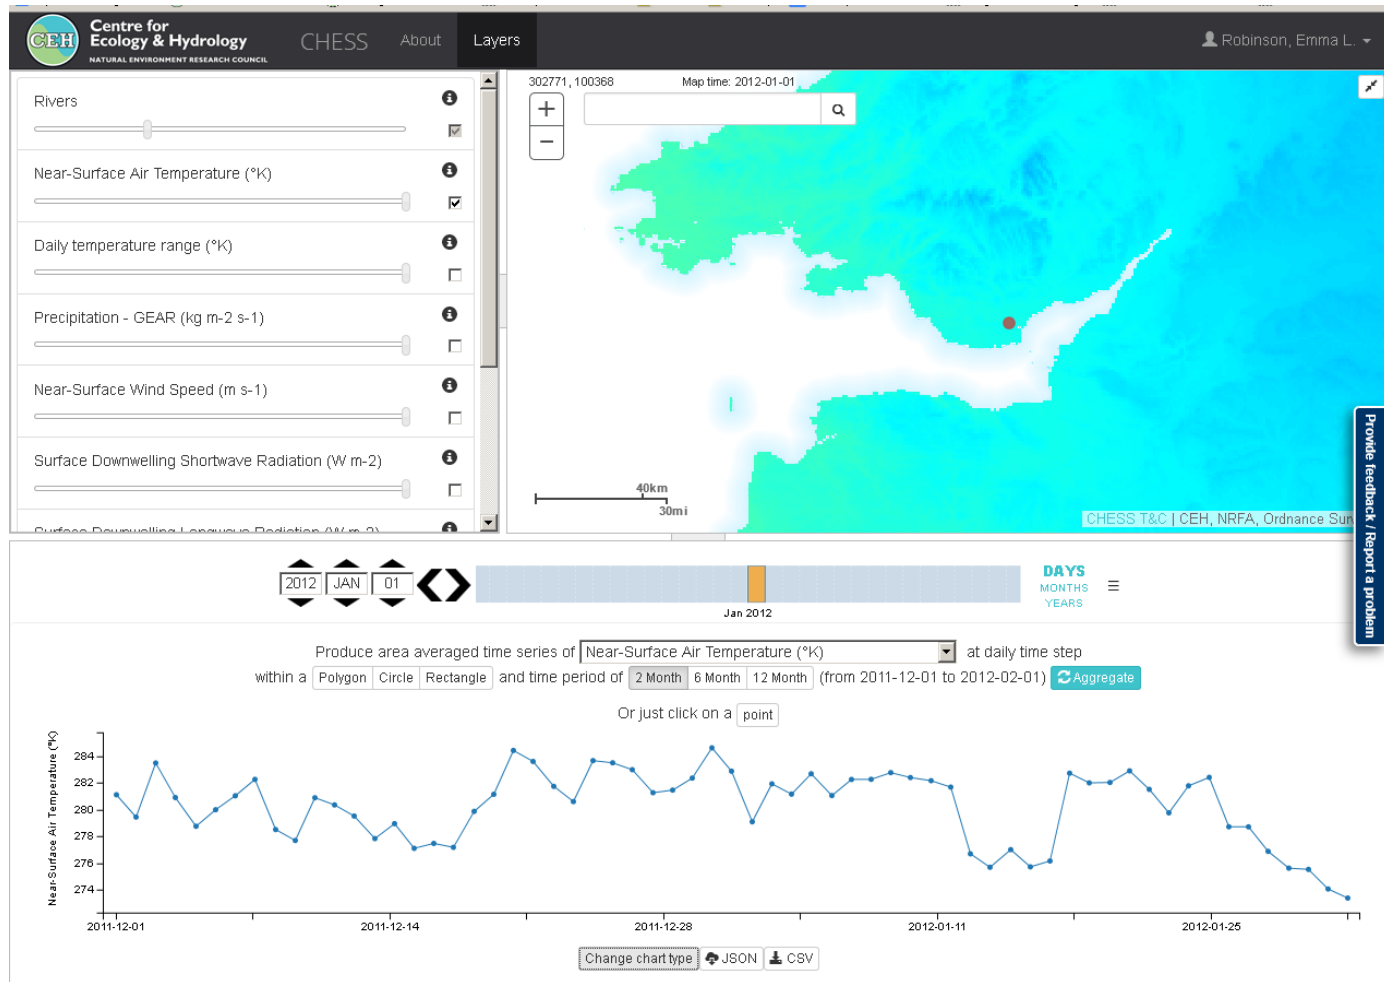 Centre for
Ecology & Hydrology
NATURAL ENVIRONMENT RESEARCH COUNCIL
CEH
CHESS About Layers
Robinson, Emma L.
Rivers
Near-Surface Air Temperature (°K)
Daily temperature range (°K)
Precipitation - GEAR (kg m-2 s-1)
Near-Surface Wind Speed (m s-1)
Surface Downwelling Shortwave Radiation (W m-2)
Surface Downwelling Longwave Radiation (W m-2)
302771, 100368 Map time: 2012-01-01
+
−
40km
30mi
CHESS T&C | CEH, NRFA, Ordnance Sur
Provide feedback / Report a problem
2012 JAN 01
Jan 2012
DAYS
MONTHS
YEARS
Produce area averaged time series of Near-Surface Air Temperature (°K) at daily time step
within a Polygon Circle Rectangle and time period of 2 Month 6 Month 12 Month (from 2011-12-01 to 2012-02-01) Aggregate
Or just click on a point
Near-Surface Air Temperature (°K)
284
282
280
278
276
274
2011-12-01 2011-12-14 2011-12-28 2012-01-11 2012-01-25
Change chart type JSON CSV